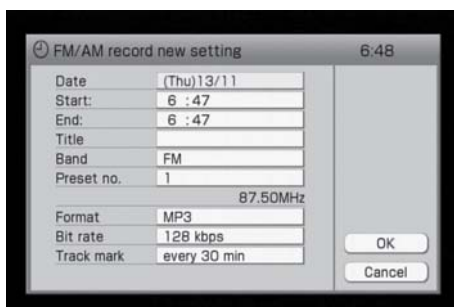 FM/AM record new setting 6:48
Date (Thu)13/11
Start: 6 :47
End: 6 :47
Title
Band FM
Preset no. 1
87.50MHz
Format MP3
Bit rate 128 kbps
Track mark every 30 min
OK
Cancel